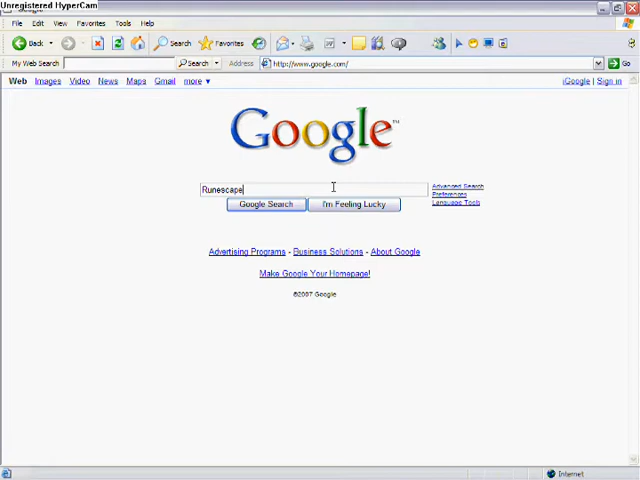 Unregistered HyperCam
File Edit View Favorites Tools Help
Back Search Favorites
My Web Search Search Address http://www.google.com/ Go
Web Images Video News Maps Gmail more ▼ iGoogle | Sign in
Google™
Runescape
Advanced Search
Preferences
Language Tools
Google Search I'm Feeling Lucky
Advertising Programs - Business Solutions - About Google
Make Google Your Homepage!
©2007 Google
Internet